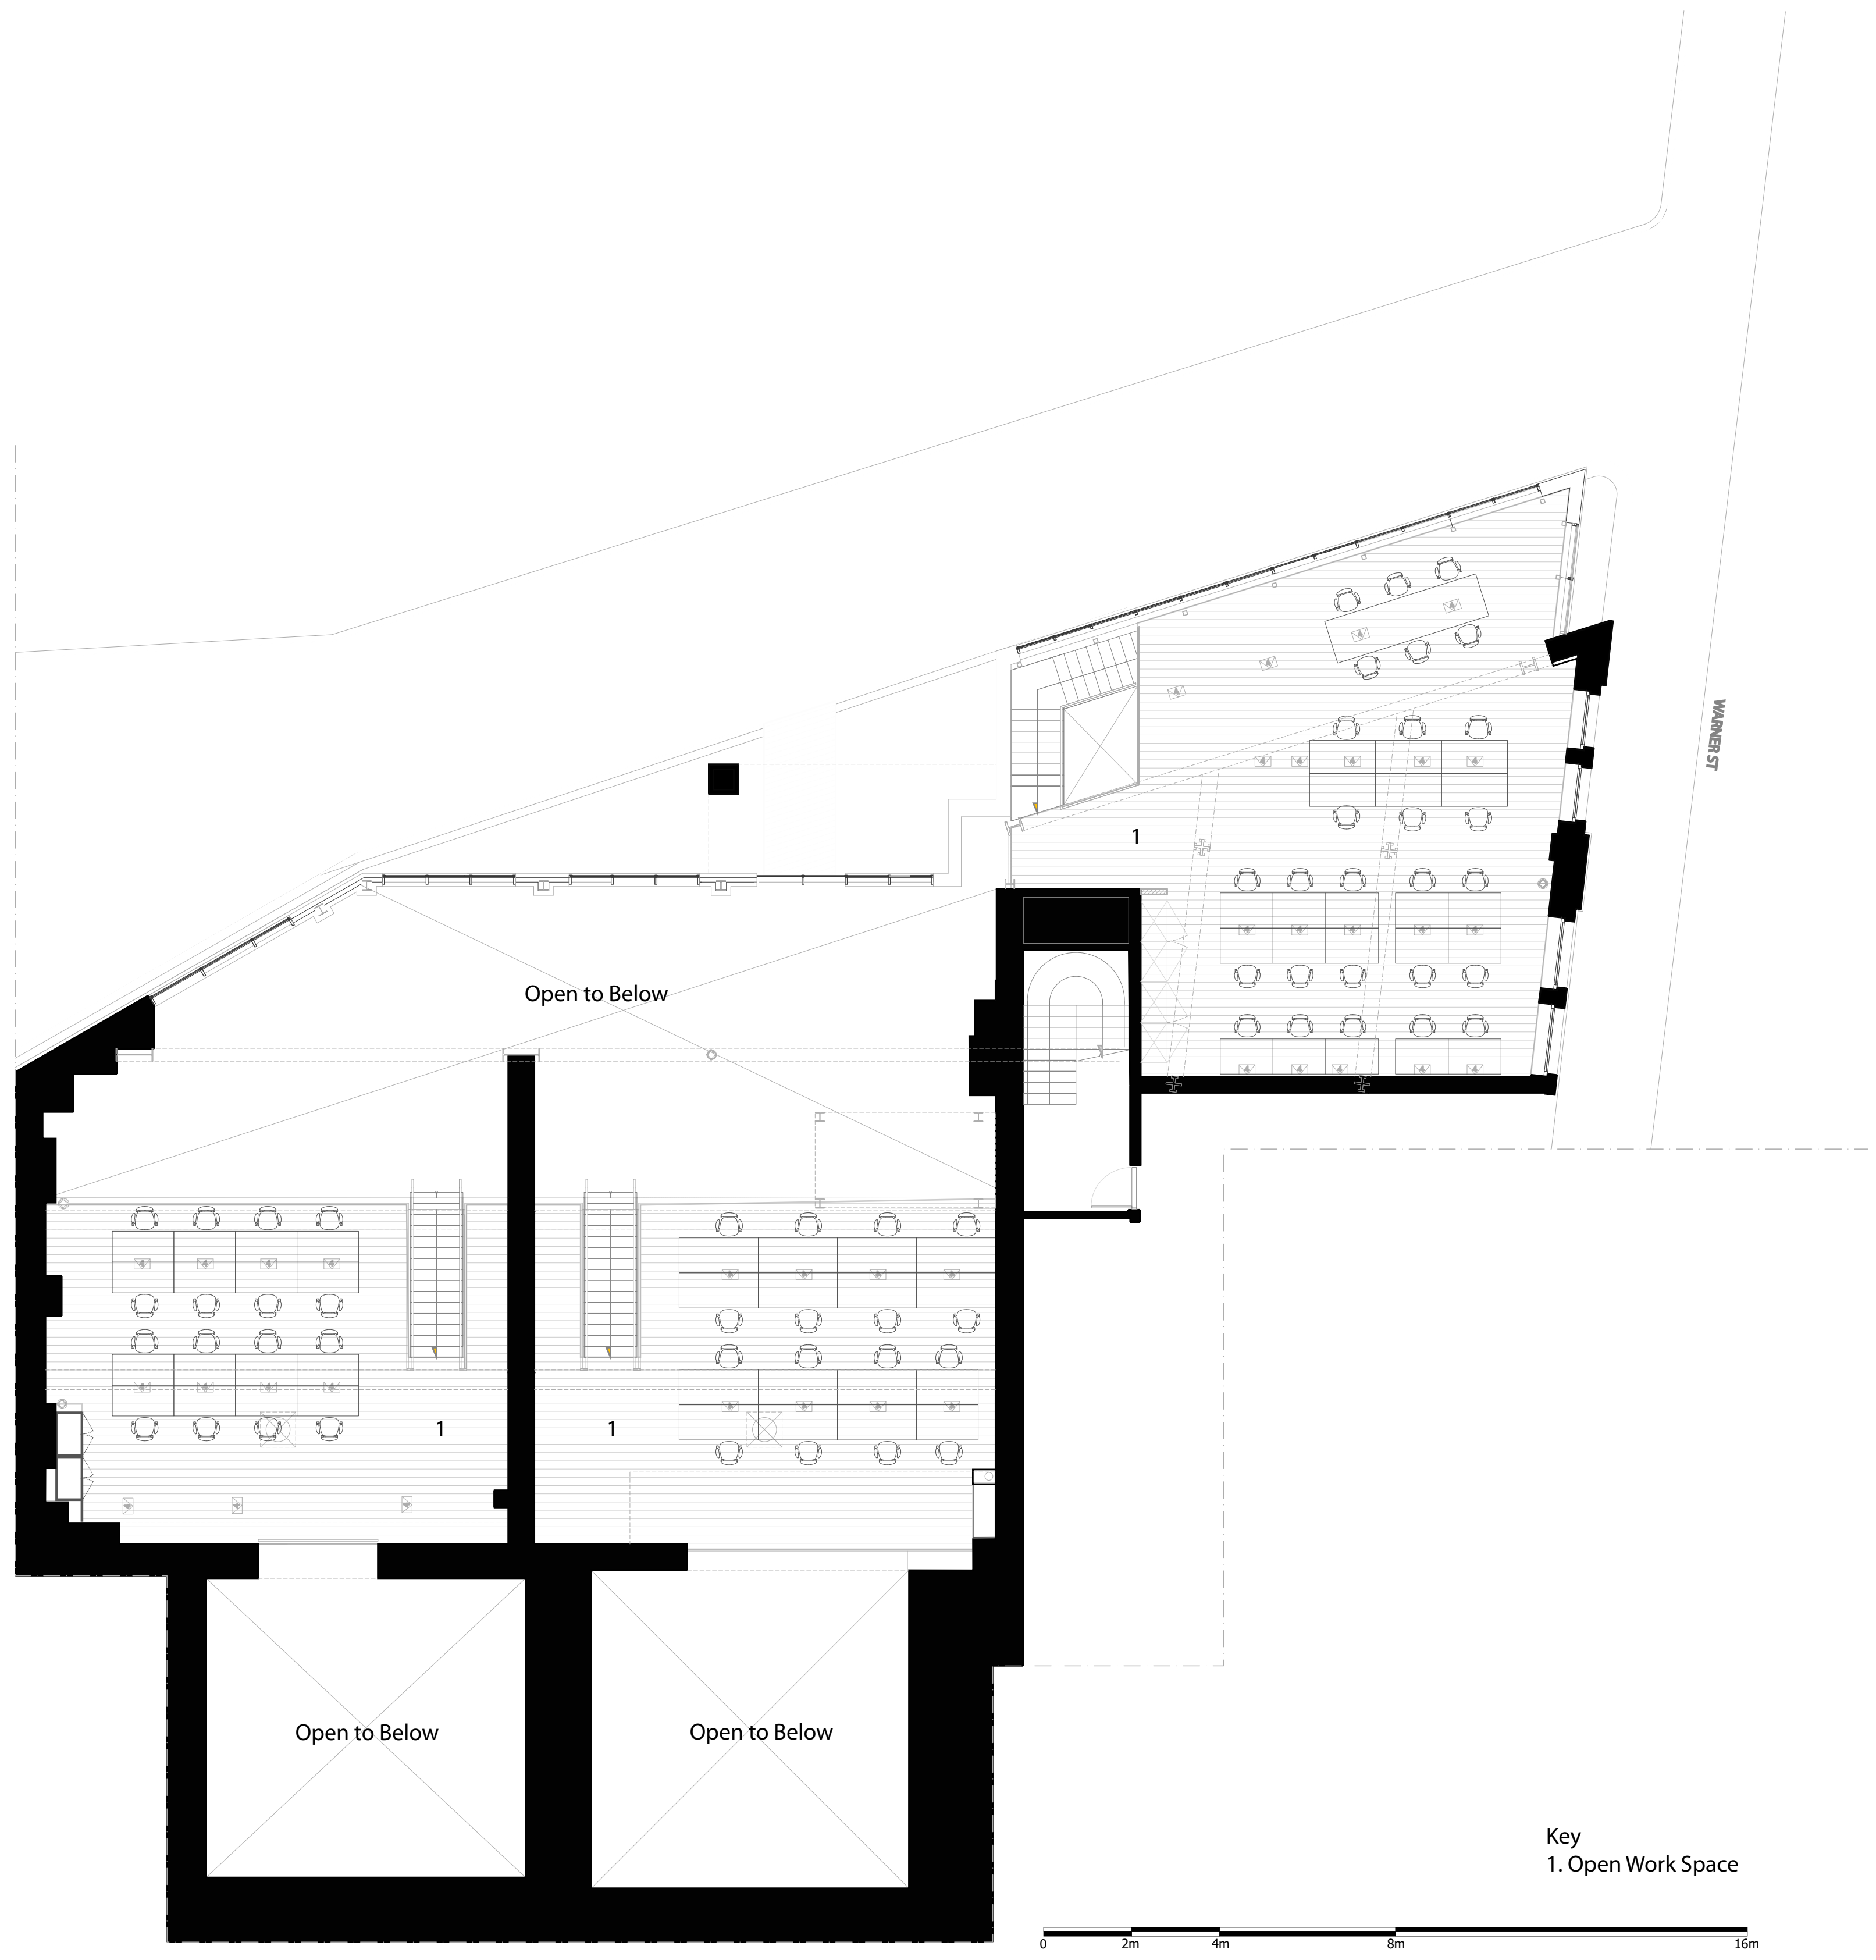 WARNER ST
1
Open to Below
1
1
Open to Below
Open to Below
Key
1. Open Work Space
0 2m 4m 8m 16m